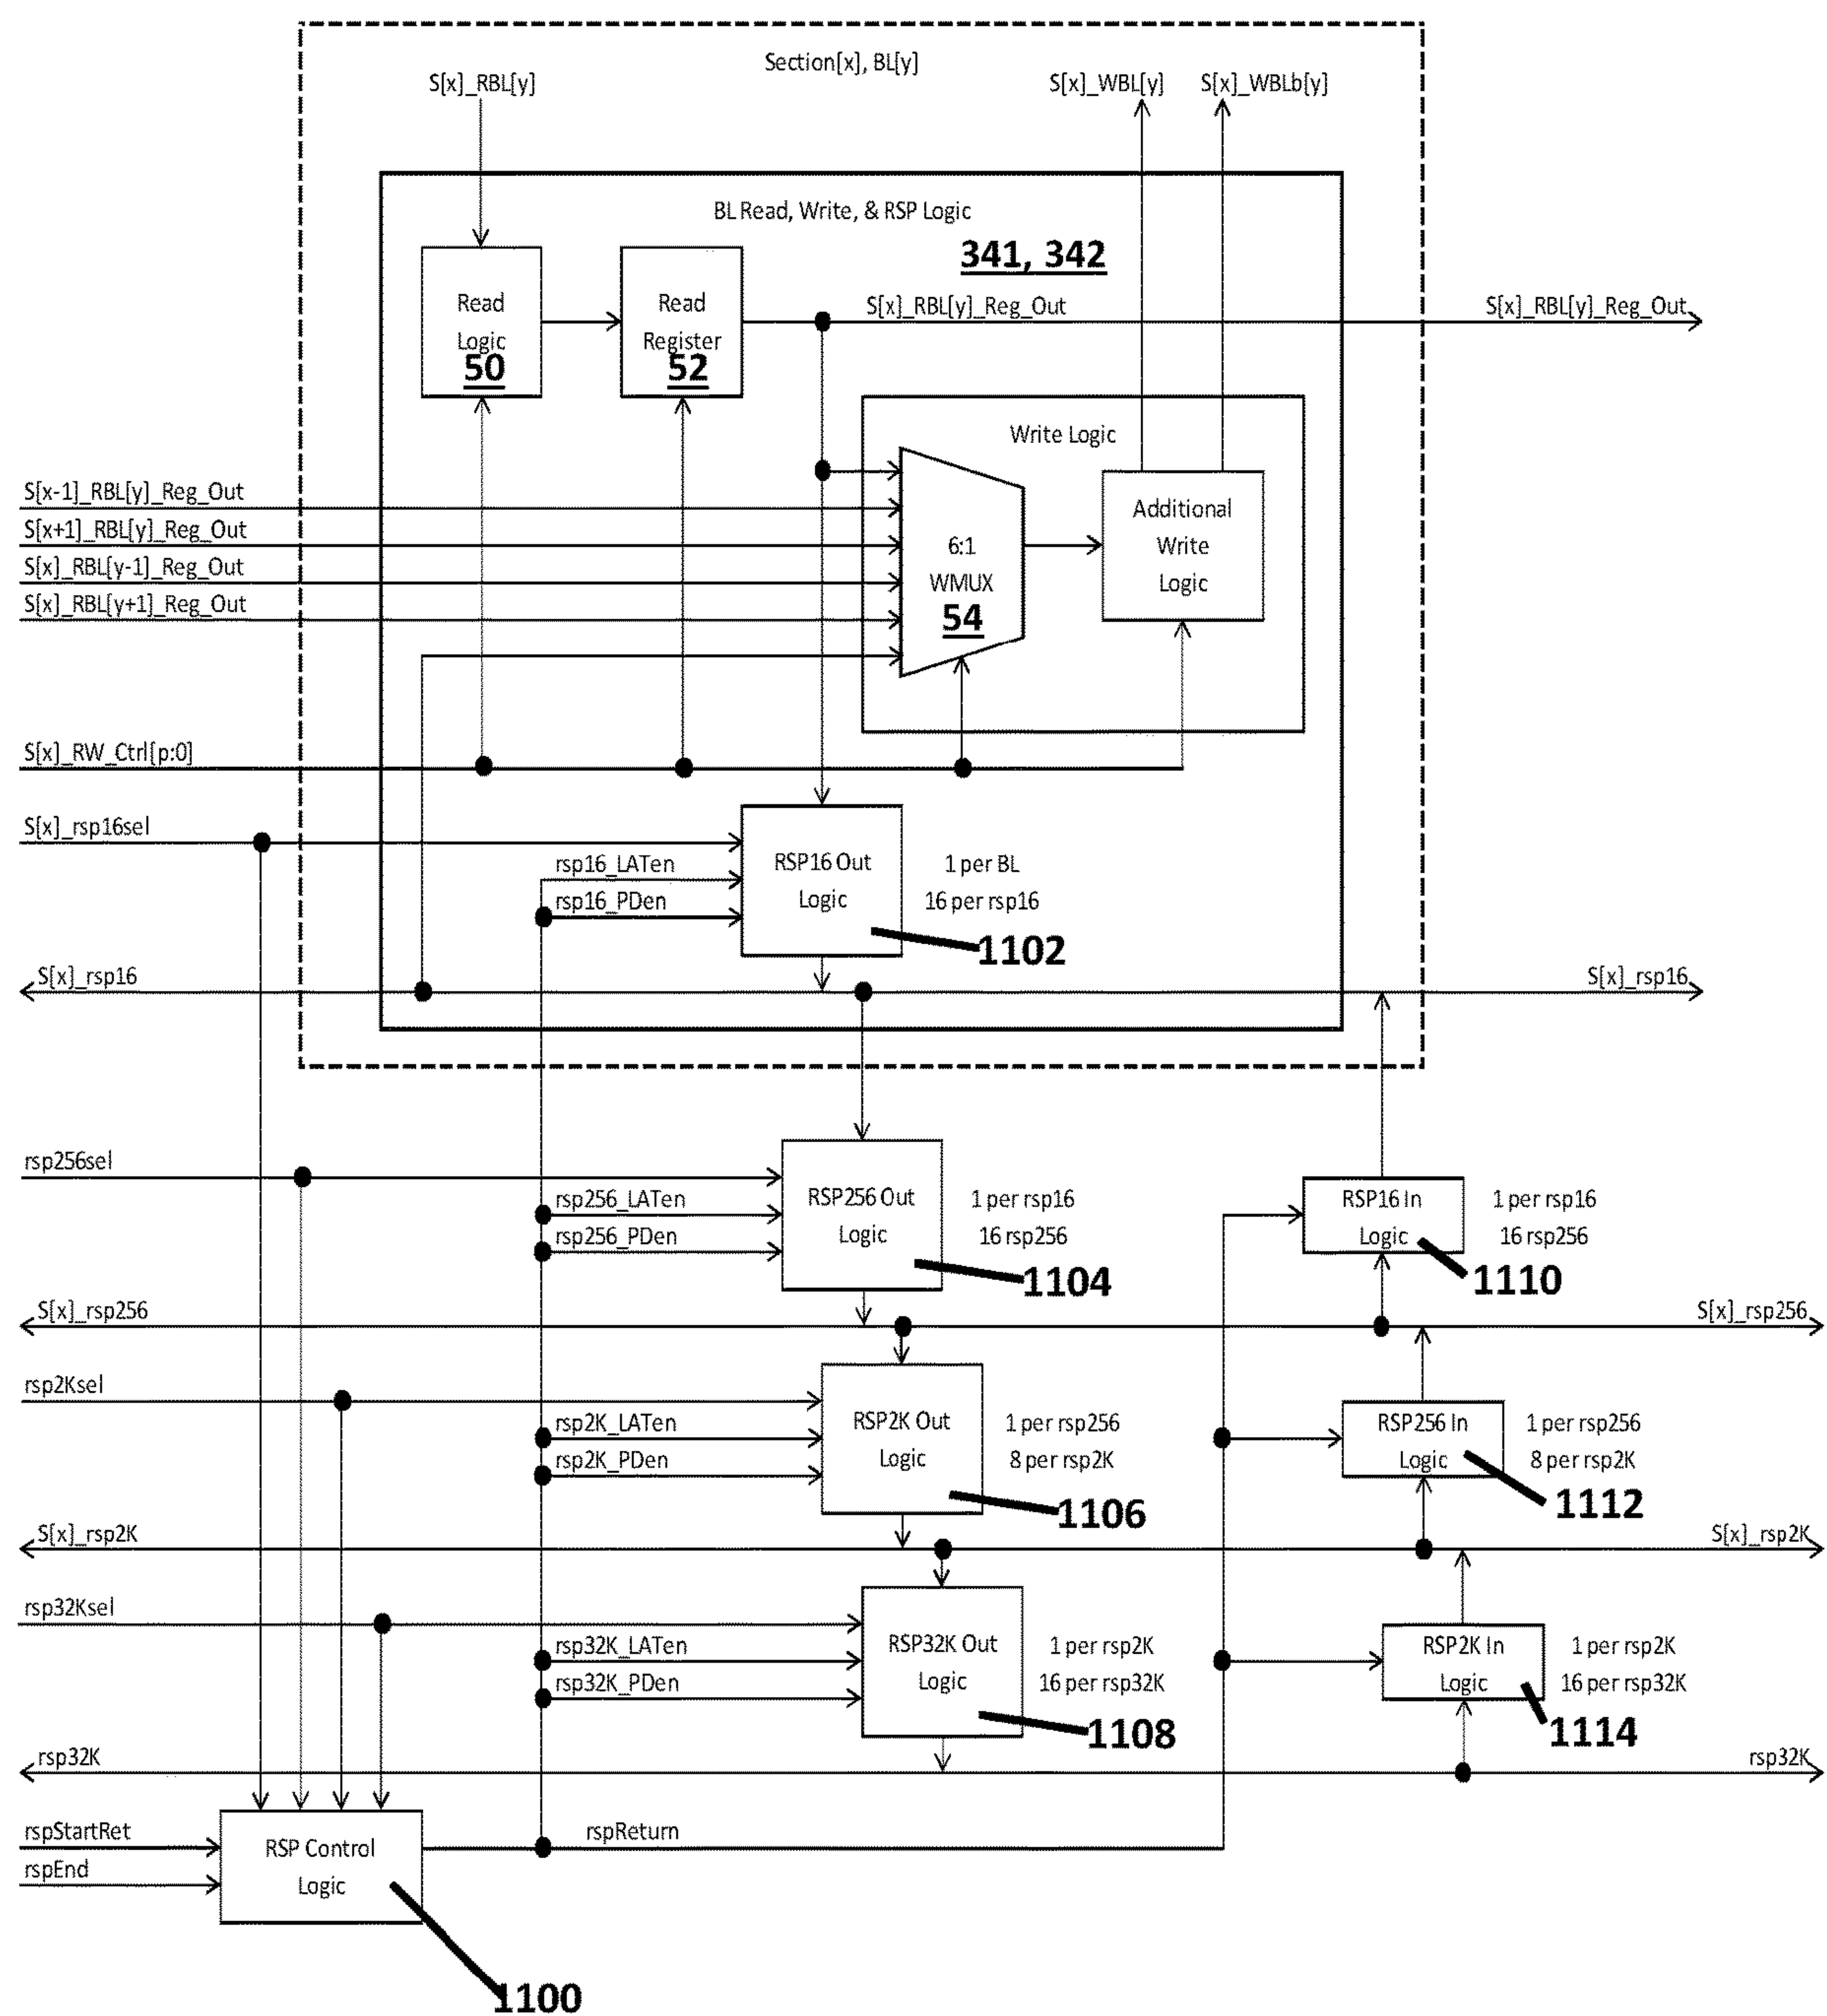 Section[x], BL[y]
S[x]_RBL[y]
S[x]_WBL[y]
S[x]_WBLb[y]
BL Read, Write, & RSP Logic
341, 342
Read
Logic
50
Read
Register
52
S[x]_RBL[y]_Reg_Out
S[x]_RBL[y]_Reg_Out
Write Logic
S[x-1]_RBL[y]_Reg_Out
S[x+1]_RBL[y]_Reg_Out
S[x]_RBL[y-1]_Reg_Out
S[x]_RBL[y+1]_Reg_Out
6:1
WMUX
54
Additional
Write
Logic
S[x]_RW_Ctrl[p:0]
S[x]_rsp16sel
rsp16_LATen
rsp16_PDen
RSP16 Out
Logic
1 per BL
16 per rsp16
1102
S[x]_rsp16
S[x]_rsp16
rsp256sel
rsp256_LATen
rsp256_PDen
RSP256 Out
Logic
1 per rsp16
16 rsp256
1104
RSP16 In
Logic
1 per rsp16
16 rsp256
1110
S[x]_rsp256
S[x]_rsp256
rsp2Ksel
rsp2K_LATen
rsp2K_PDen
RSP2K Out
Logic
1 per rsp256
8 per rsp2K
1106
RSP256 In
Logic
1 per rsp256
8 per rsp2K
1112
S[x]_rsp2K
S[x]_rsp2K
rsp32Ksel
rsp32K_LATen
rsp32K_PDen
RSP32K Out
Logic
1 per rsp2K
16 per rsp32K
1108
RSP2K In
Logic
1 per rsp2K
16 per rsp32K
1114
rsp32K
rsp32K
rspStartRet
rspEnd
RSP Control
Logic
rspReturn
1100